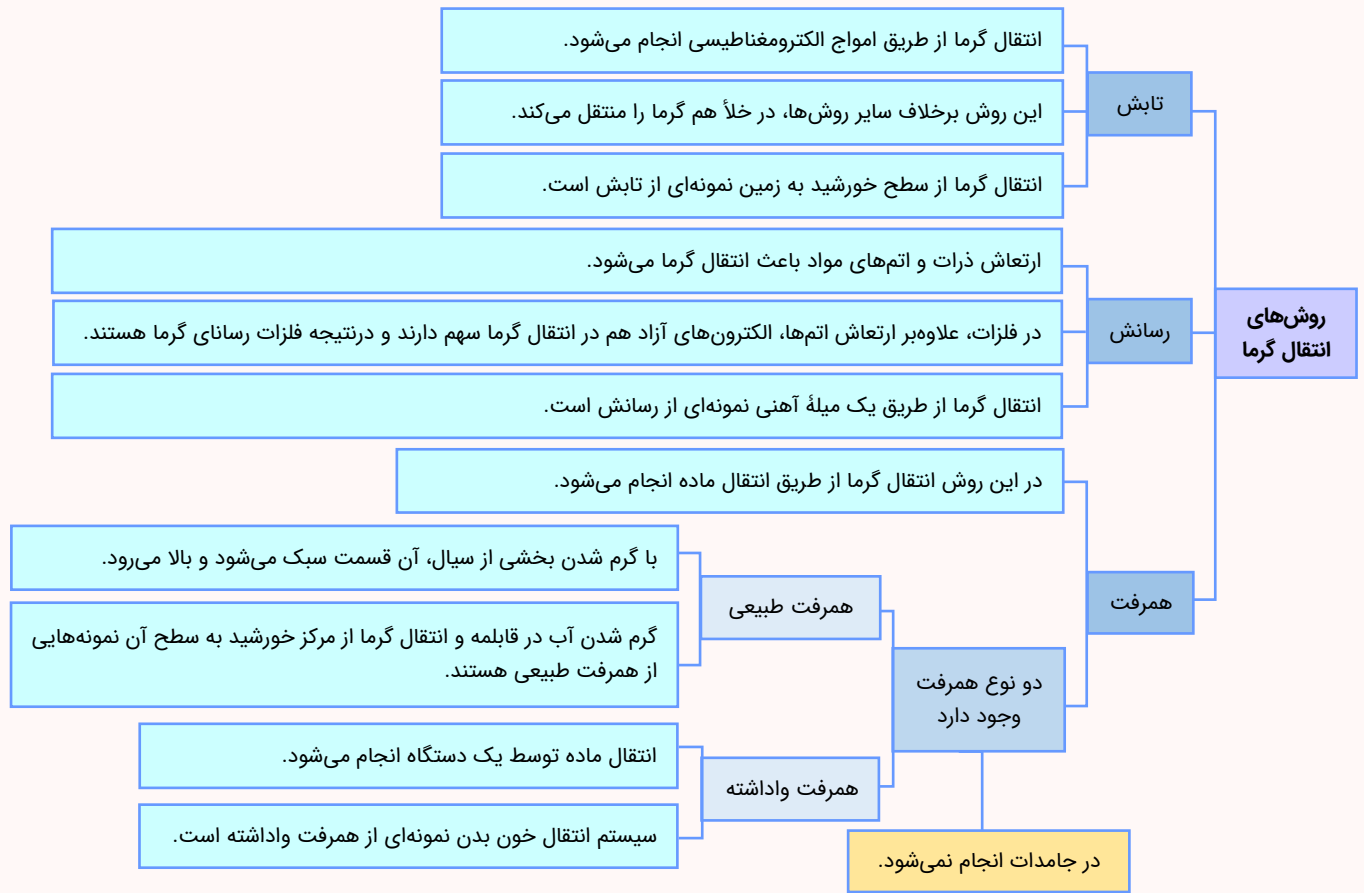 روش‌های
انتقال گرما
تابش
انتقال گرما از طریق امواج الکترومغناطیسی انجام می‌شود.
این روش برخلاف سایر روش‌ها، در خلأ هم گرما را منتقل می‌کند.
انتقال گرما از سطح خورشید به زمین نمونه‌ای از تابش است.
رسانش
ارتعاش ذرات و اتم‌های مواد باعث انتقال گرما می‌شود.
در فلزات، علاوه‌بر ارتعاش اتم‌ها، الکترون‌های آزاد هم در انتقال گرما سهم دارند و درنتیجه فلزات رسانای گرما هستند.
انتقال گرما از طریق یک میلهٔ آهنی نمونه‌ای از رسانش است.
همرفت
در این روش انتقال گرما از طریق انتقال ماده انجام می‌شود.
دو نوع همرفت
وجود دارد
همرفت طبیعی
با گرم شدن بخشی از سیال، آن قسمت سبک می‌شود و بالا می‌رود.
گرم شدن آب در قابلمه و انتقال گرما از مرکز خورشید به سطح آن نمونه‌هایی
از همرفت طبیعی هستند.
همرفت واداشته
انتقال ماده توسط یک دستگاه انجام می‌شود.
سیستم انتقال خون بدن نمونه‌ای از همرفت واداشته است.
در جامدات انجام نمی‌شود.